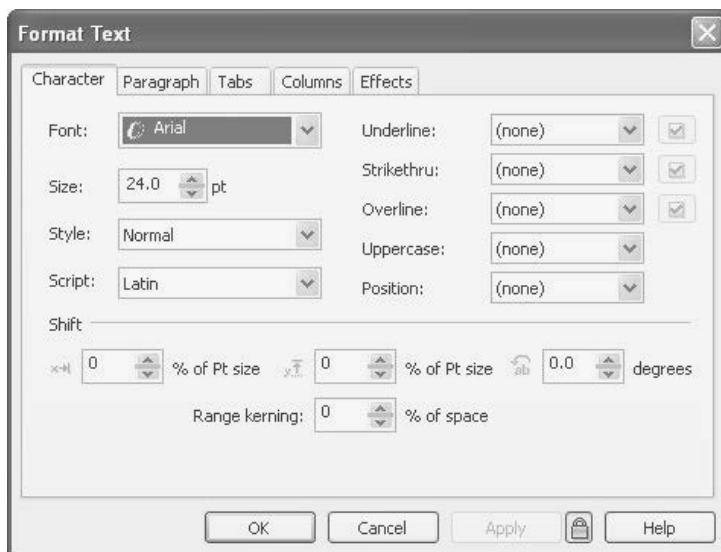 Format Text
Character Paragraph Tabs Columns Effects
Font: Arial
Underline: (none)
Size: 24.0 pt
Strikethru: (none)
Overline: (none)
Style: Normal
Uppercase: (none)
Script: Latin
Position: (none)
Shift
x 0 % of Pt size y 0 % of Pt size ab 0.0 degrees
Range kerning: 0 % of space
OK Cancel Apply Help